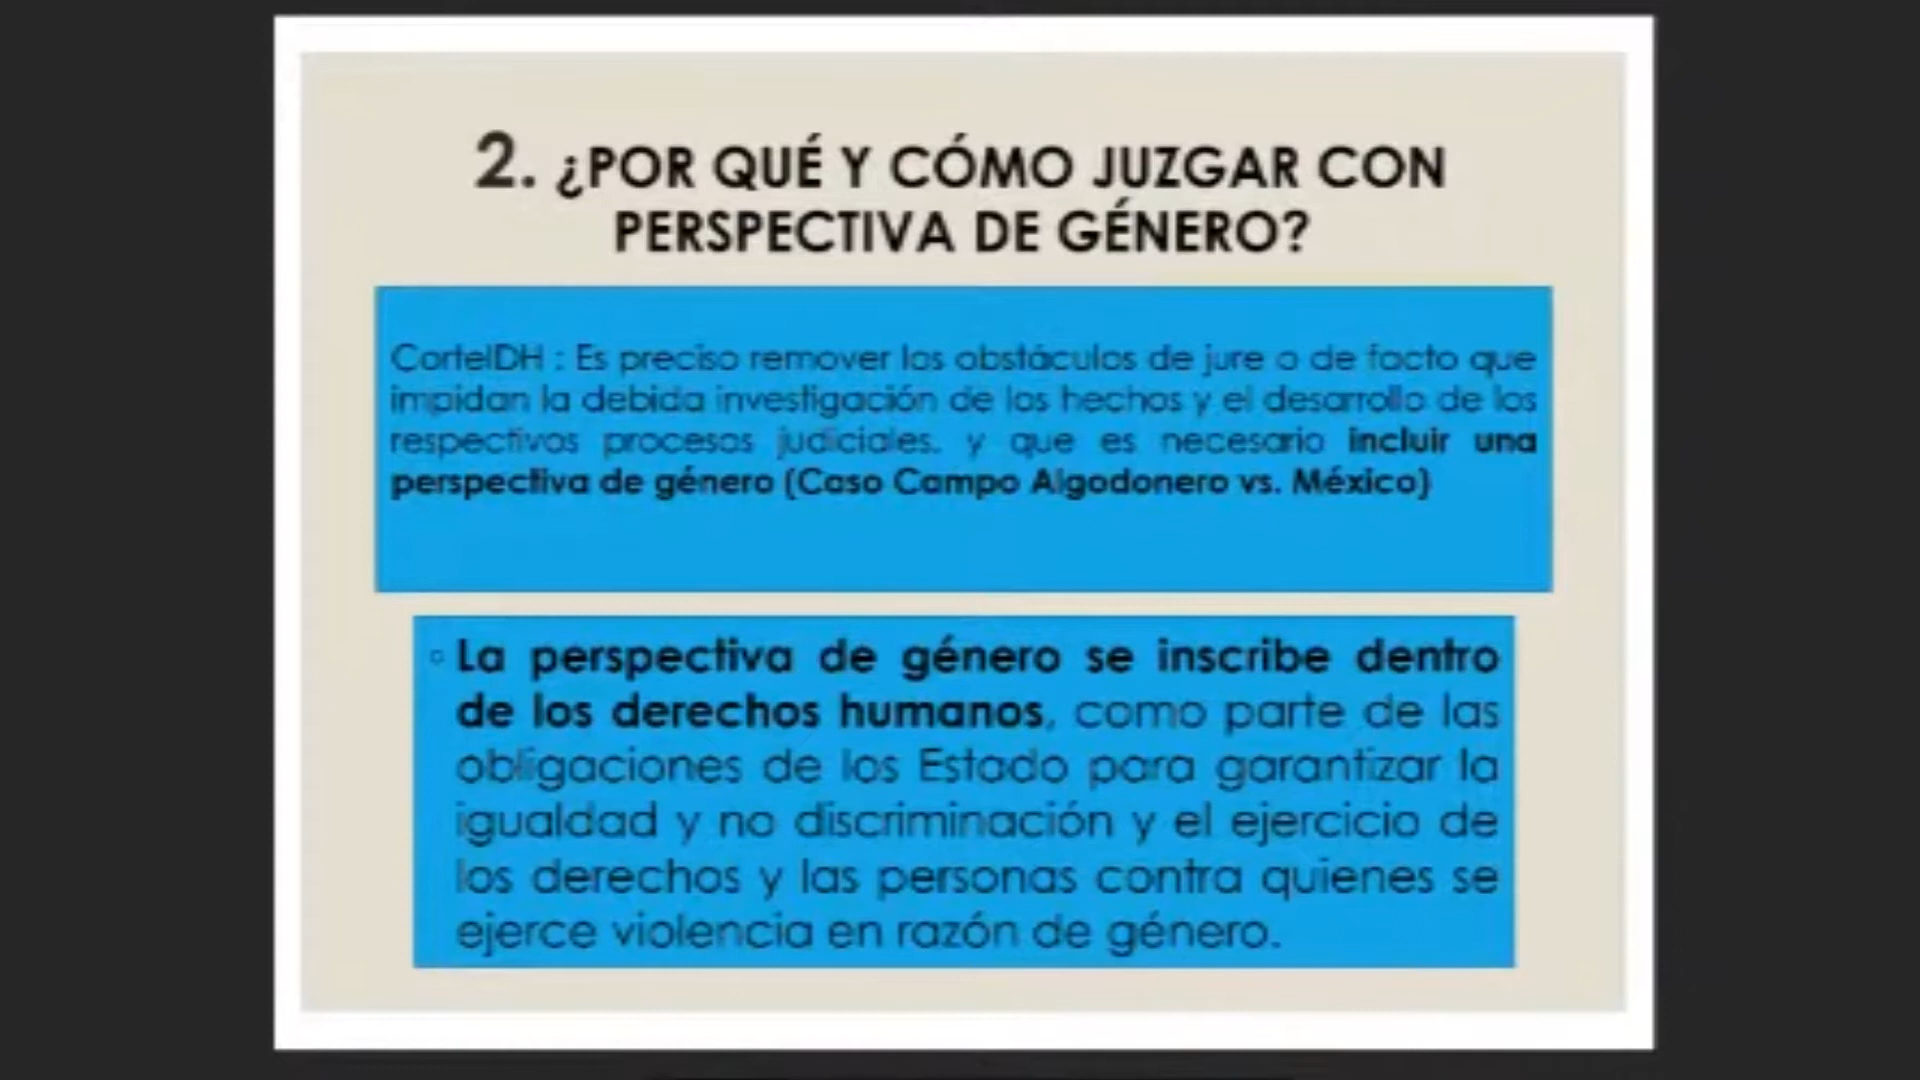 2. ¿POR QUÉ Y CÓMO JUZGAR CON
PERSPECTIVA DE GÉNERO?
CorteIDH : Es preciso remover los obstáculos de jure o de facto que
impidan la debida investigación de los hechos y el desarrollo de los
respectivos procesos judiciales. y que es necesario incluir una
perspectiva de género (Caso Campo Algodonero vs. México)
▫ La perspectiva de género se inscribe dentro
de los derechos humanos, como parte de las
obligaciones de los Estado para garantizar la
igualdad y no discriminación y el ejercicio de
los derechos y las personas contra quienes se
ejerce violencia en razón de género.